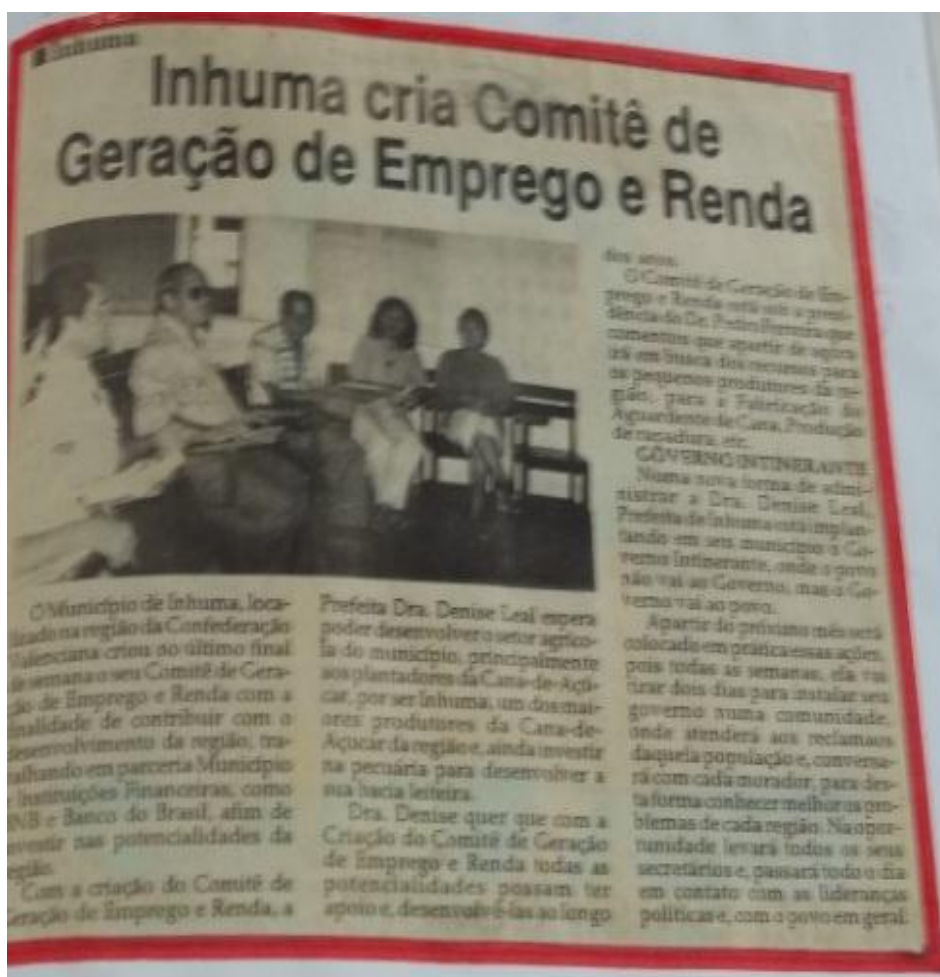 Inhuma
Inhuma cria Comitê de
Geração de Emprego e Renda
O Município de Inhuma, loca-
lizado na região da Confederação
Valenciana criou no último final
de semana o seu Comitê de Gera-
ção de Emprego e Renda com a
finalidade de contribuir com o
desenvolvimento da região, tra-
balhando em parceria Município
e Instituições Financeiras, como
BNB e Banco do Brasil, afim de
investir nas potencialidades da
região.
Com a criação do Comitê de
Geração de Emprego e Renda, a
Prefeita Dra. Denise Leal espera
poder desenvolver o setor agríco-
la do município, principalmente
aos plantadores da Cana-de-Açú-
car, por ser Inhuma, um dos mai-
ores produtores da Cana-de-
Açucar da região e, ainda investir
na pecuária para desenvolver a
sua bacia leiteira.
Dra. Denise quer que com a
Criação do Comitê de Geração
de Emprego e Renda todas as
potencialidades possam ter
apoio e, desenvolvê-las ao longo
dos anos.
O Comitê de Geração de Em-
prego e Renda está sob a presi-
dência do Dr. Pedro Ferreira que
comentou que apartir de agora
irá em busca dos recursos para
os pequenos produtores da re-
gião, para a Fabricação do
Aguardente de Cana, Produção
de rapadura, etc.
GOVERNO INTINERANTE
Numa nova forma de admi-
nistrar a Dra. Denise Leal,
Prefeita de Inhuma está implan-
tando em seu município o Go-
verno Intinerante, onde o povo
não vai ao Governo, mas o Go-
verno vai ao povo.
Apartir do próximo mês será
colocado em prática essas ações,
pois todas as semanas, ela vai
tirar dois dias para instalar seu
governo numa comunidade,
onde atenderá aos reclamos
daquela população e, conversa-
rá com cada morador, para des-
ta forma conhecer melhor os pro-
blemas de cada região. Na opor-
tunidade levará todos os seus
secretários e, passará todo o dia
em contato com as lideranças
políticas e, com o povo em geral.